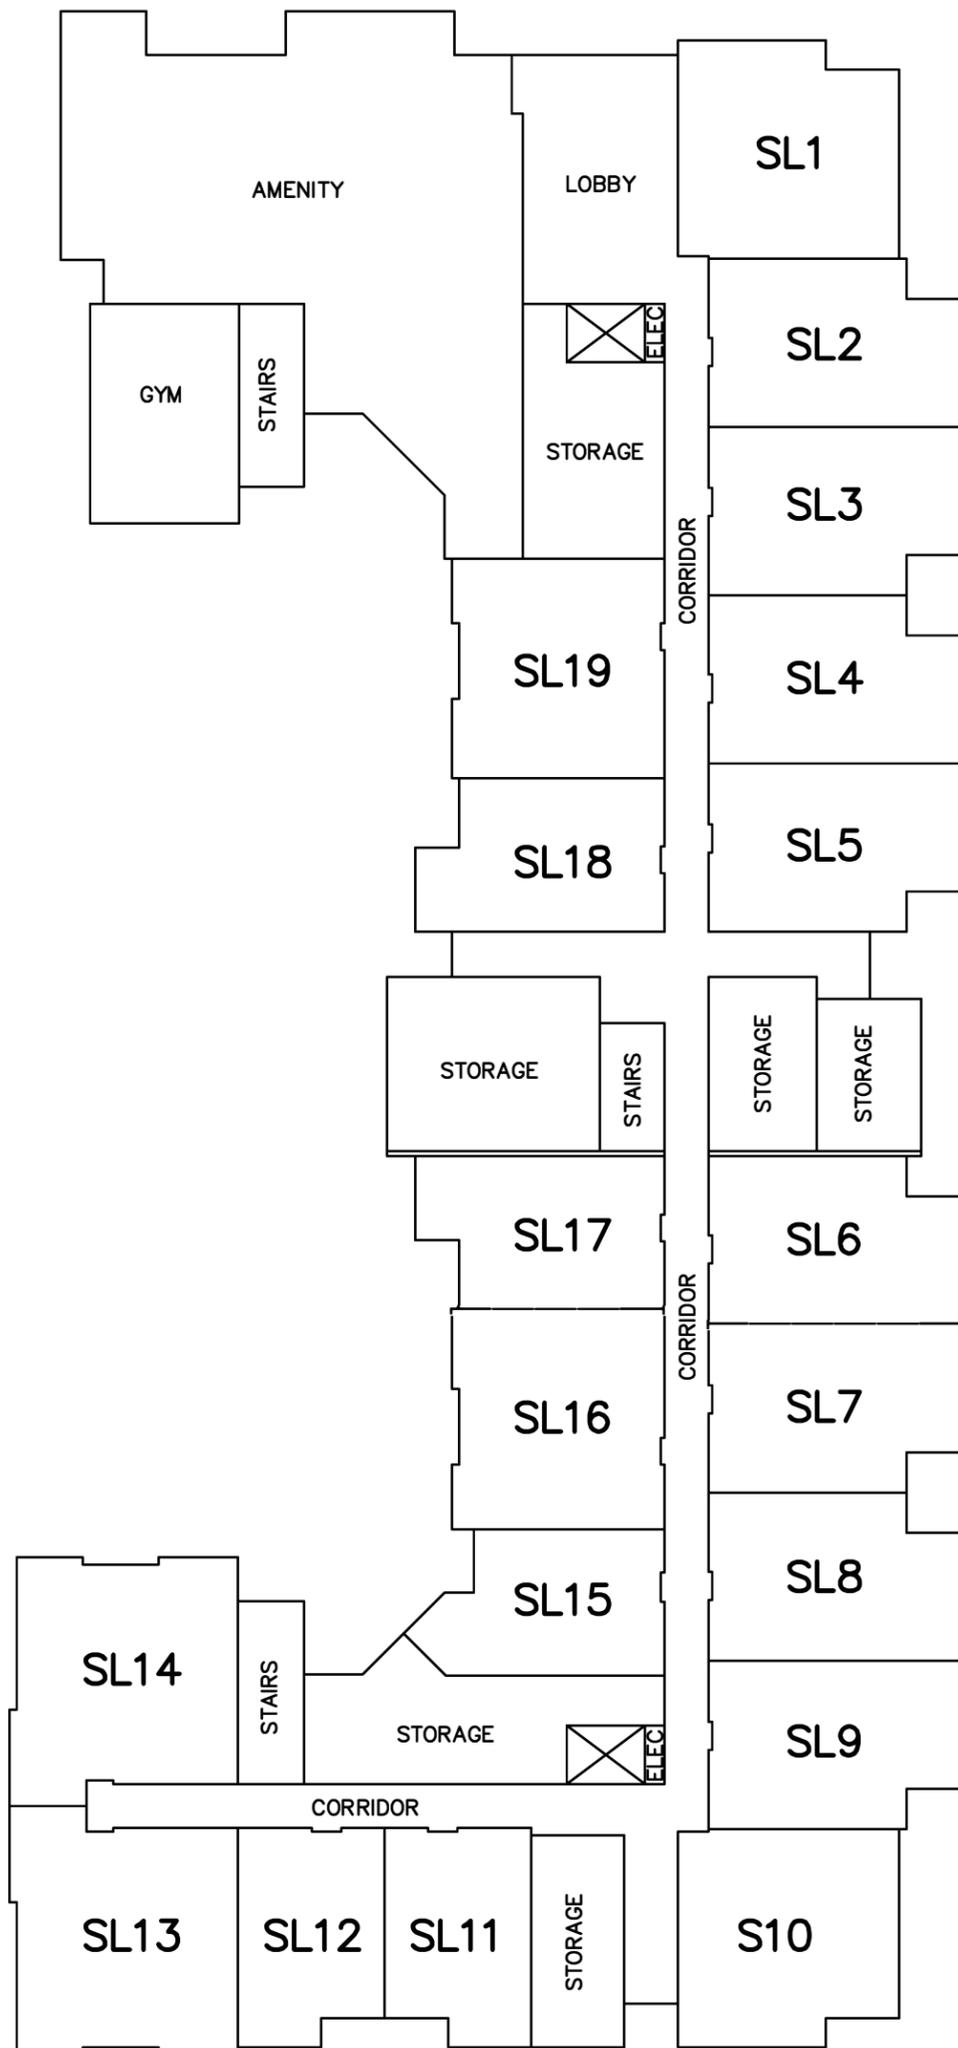 SL1
AMENITY
LOBBY
ELEC
SL2
GYM
STAIRS
STORAGE
SL3
CORRIDOR
SL19
SL4
SL18
SL5
STORAGE
STAIRS
STORAGE
STORAGE
SL17
SL6
CORRIDOR
SL16
SL7
SL15
SL8
SL14
STAIRS
STORAGE
ELEC
SL9
CORRIDOR
SL13
SL12
SL11
STORAGE
S10